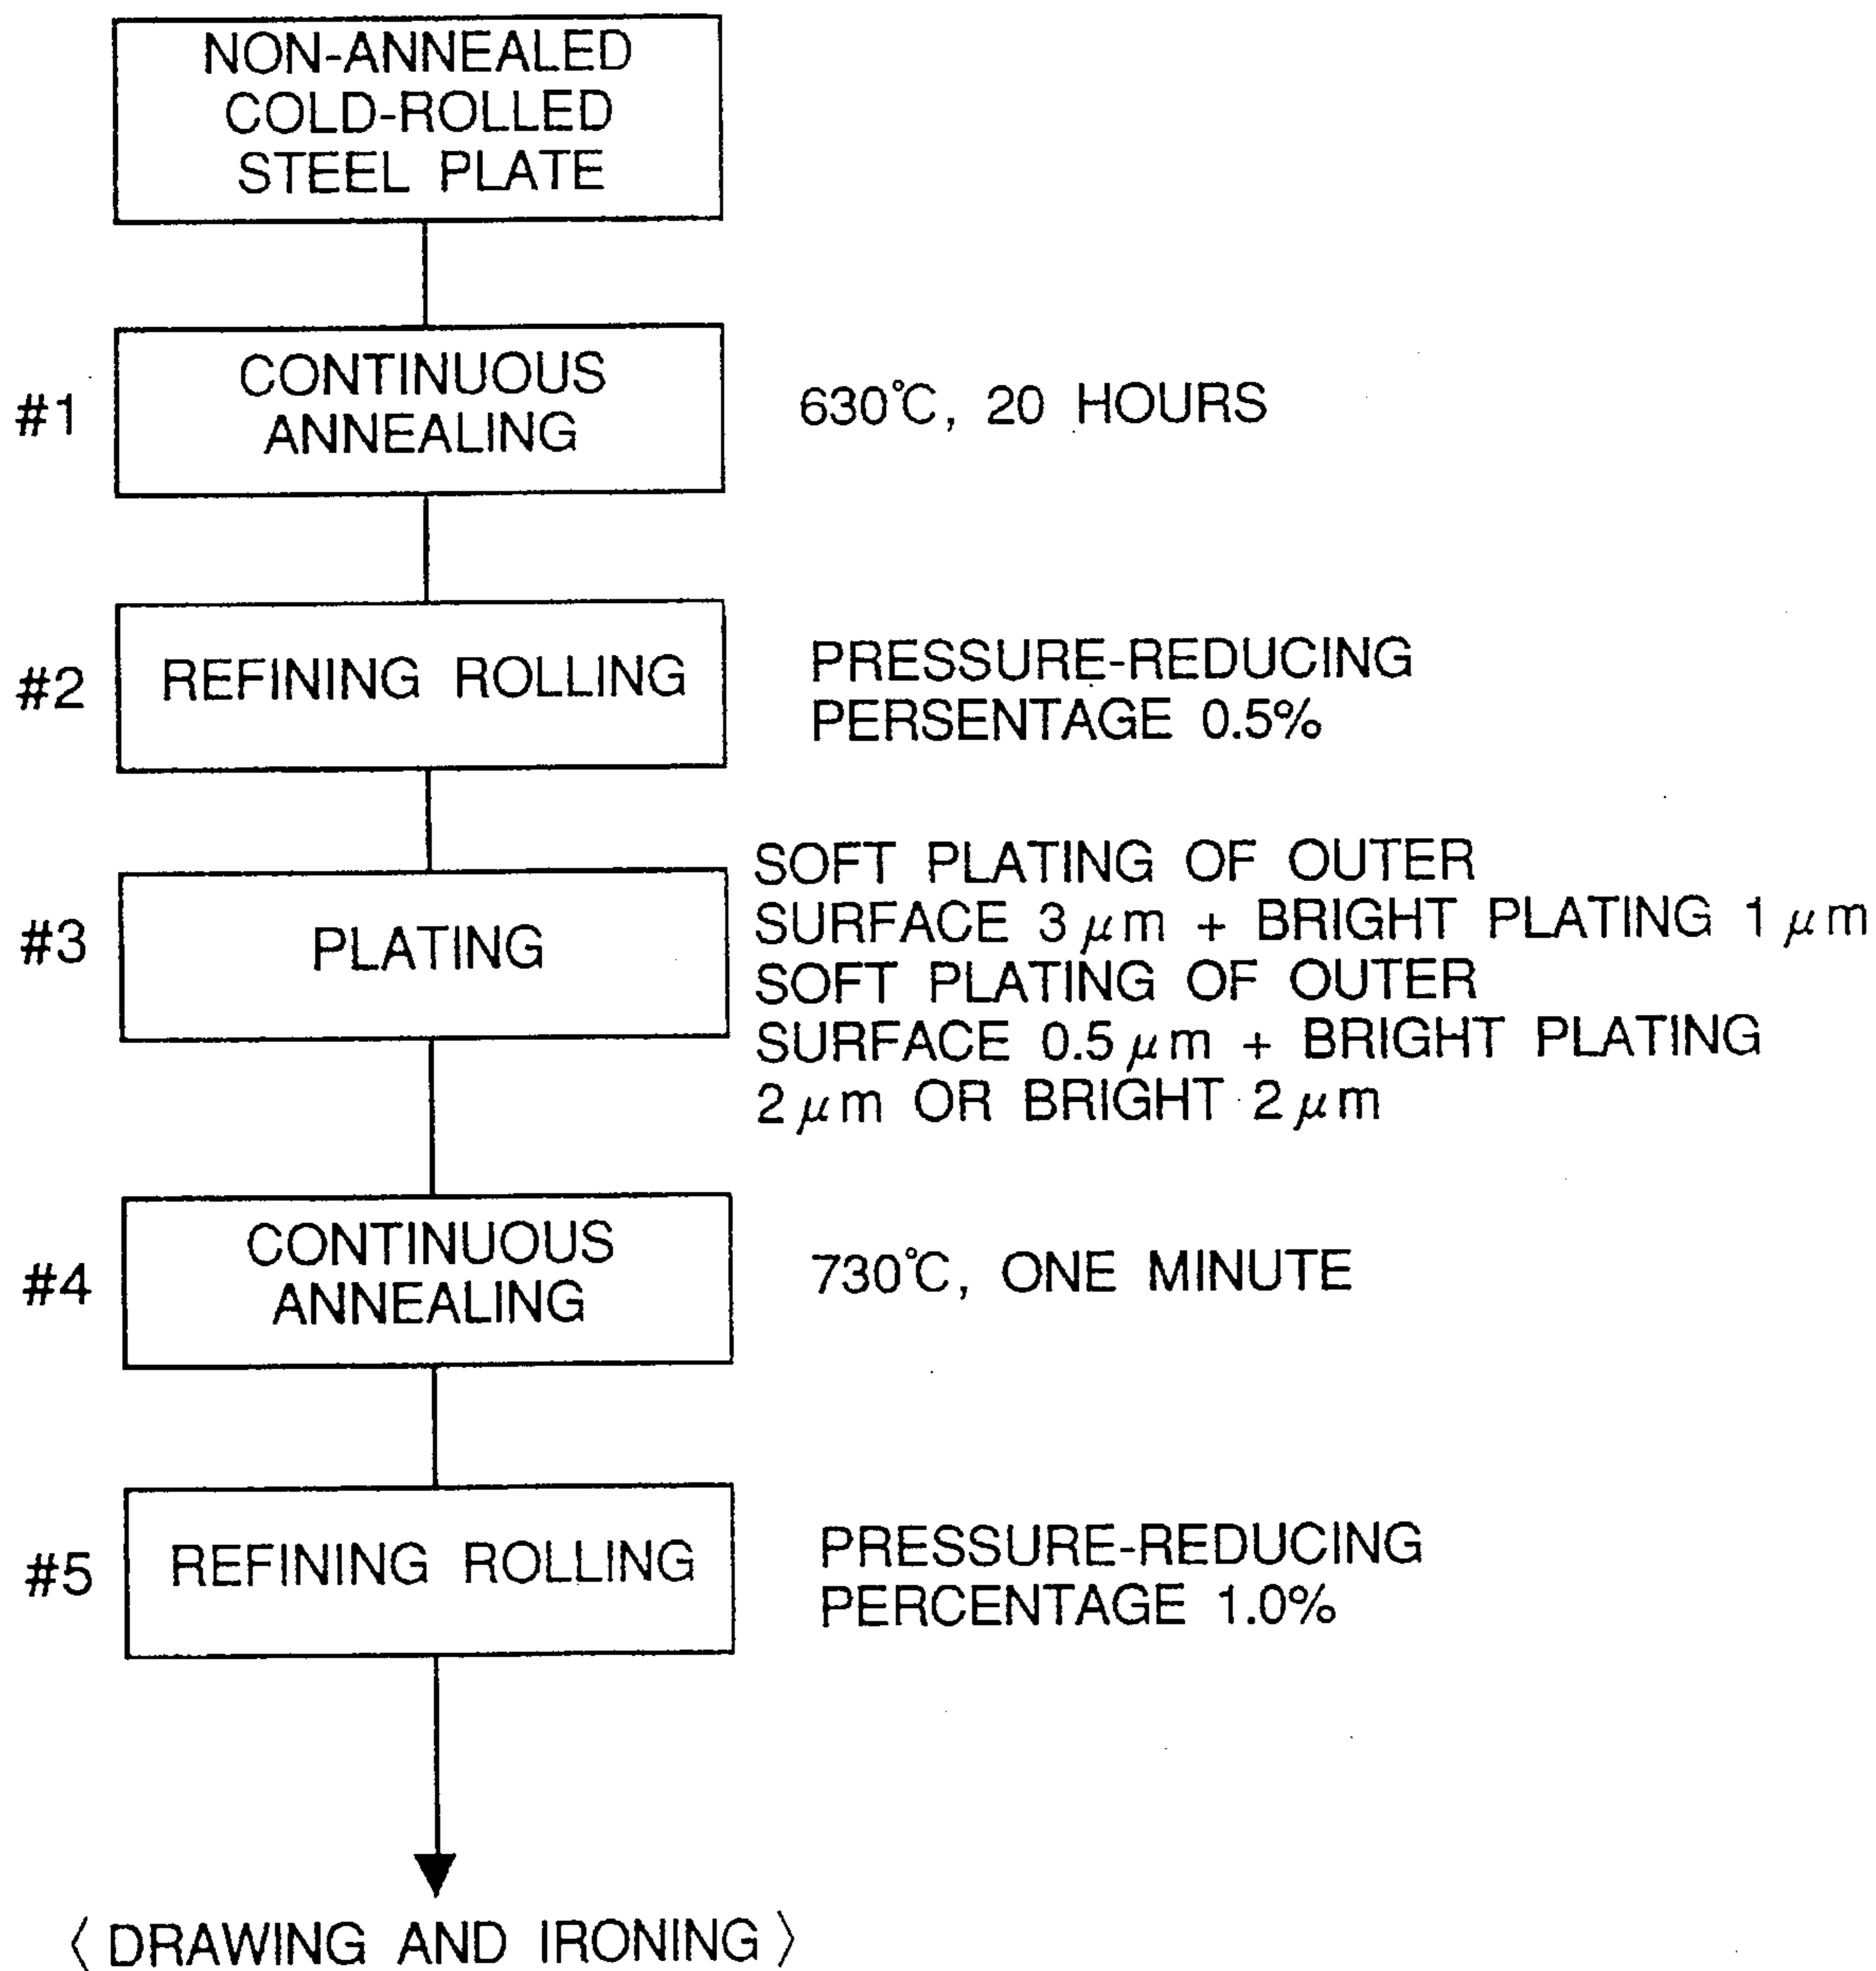 NON-ANNEALED
COLD-ROLLED
STEEL PLATE
#1
CONTINUOUS
ANNEALING
630℃, 20 HOURS
#2
REFINING ROLLING
PRESSURE-REDUCING
PERSENTAGE 0.5%
#3
PLATING
SOFT PLATING OF OUTER
SURFACE 3μm + BRIGHT PLATING 1μm
SOFT PLATING OF OUTER
SURFACE 0.5μm + BRIGHT PLATING
2μm OR BRIGHT 2μm
#4
CONTINUOUS
ANNEALING
730℃, ONE MINUTE
#5
REFINING ROLLING
PRESSURE-REDUCING
PERCENTAGE 1.0%
〈DRAWING AND IRONING〉